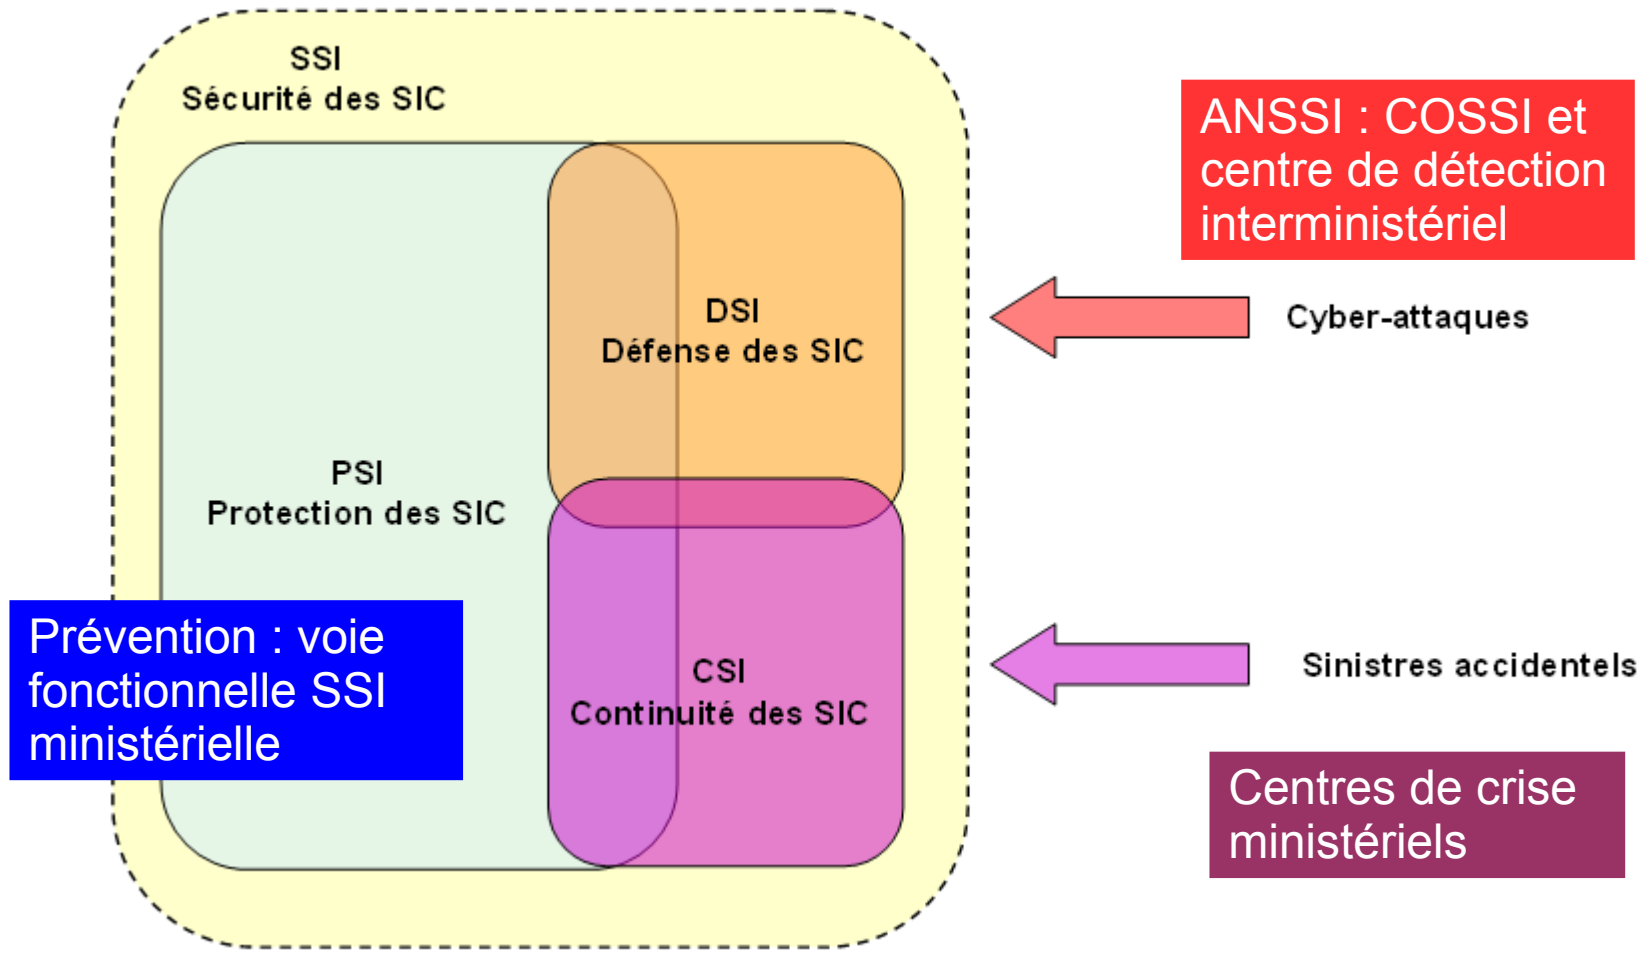 SSI
Sécurité des SIC
ANSSI : COSSI et
centre de détection
interministériel
DSI
Défense des SIC
Cyber-attaques
PSI
Protection des SIC
Prévention : voie
fonctionnelle SSI
ministérielle
CSI
Continuité des SIC
Sinistres accidentels
Centres de crise
ministériels